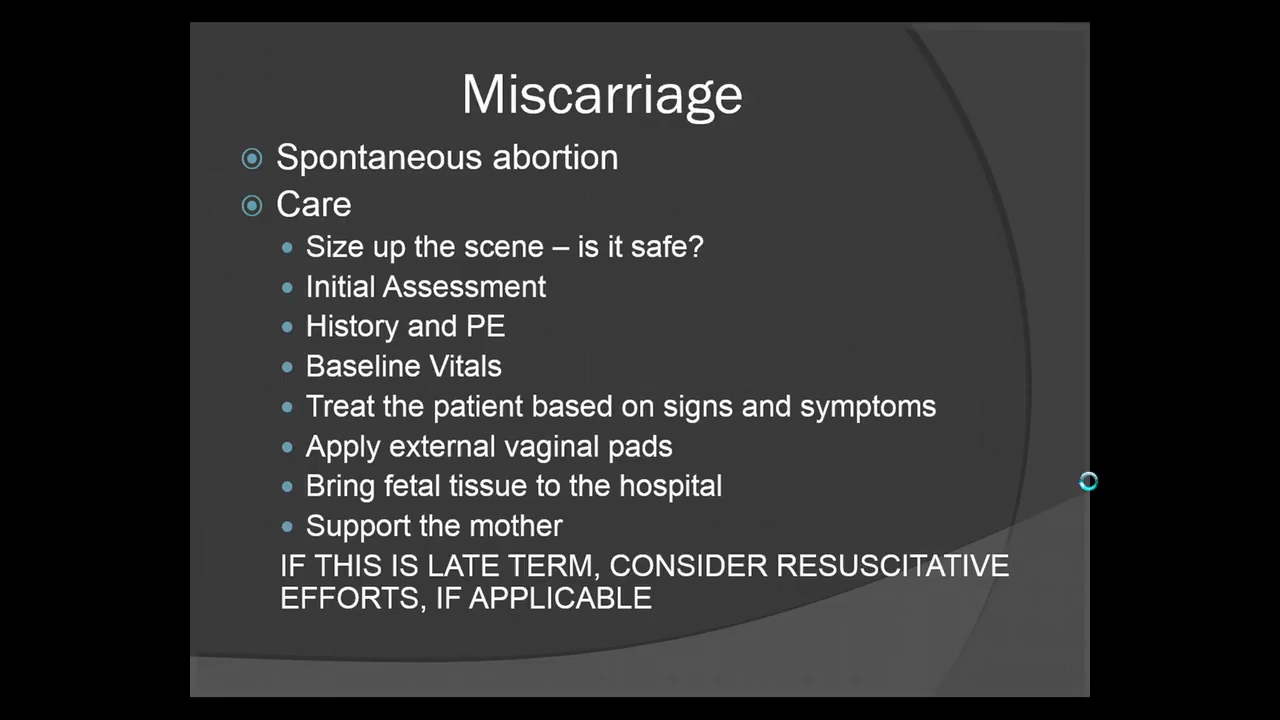 Miscarriage
Spontaneous abortion
Care
Size up the scene – is it safe?
Initial Assessment
History and PE
Baseline Vitals
Treat the patient based on signs and symptoms
Apply external vaginal pads
Bring fetal tissue to the hospital
Support the mother
IF THIS IS LATE TERM, CONSIDER RESUSCITATIVE
EFFORTS, IF APPLICABLE